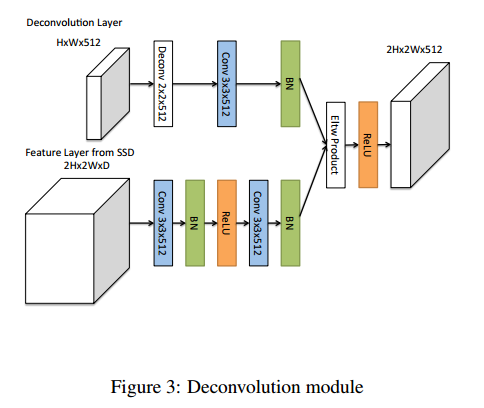 Deconvolution Layer
HxWx512
Deconv 2x2x512
Conv 3x3x512
BN
2Hx2Wx512
Eltw Product
ReLU
Feature Layer from SSD
2Hx2WxD
Conv 3x3x512
BN
ReLU
Conv 3x3x512
BN
Figure 3: Deconvolution module